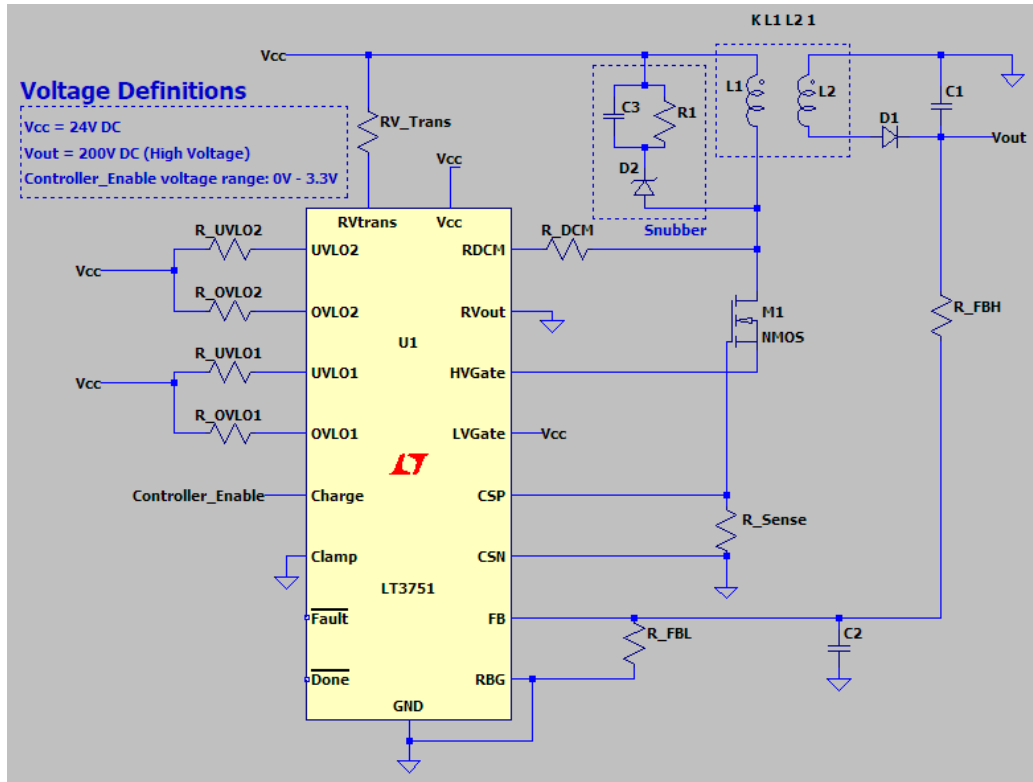 K L1 L2 1
Vcc
Voltage Definitions
Vcc = 24V DC
Vout = 200V DC (High Voltage)
Controller_Enable voltage range: 0V - 3.3V
RV_Trans
C3
R1
D2
Snubber
L1
L2
C1
D1
Vout
Vcc
RVtrans
Vcc
R_UVLO2
UVLO2
RDCM
R_DCM
Vcc
R_OVLO2
OVLO2
RVout
M1
NMOS
R_FBH
U1
R_UVLO1
UVLO1
HVGate
Vcc
R_OVLO1
OVLO1
LVGate
Vcc
Controller_Enable
Charge
CSP
R_Sense
Clamp
CSN
LT3751
Fault
FB
R_FBL
C2
Done
RBG
GND